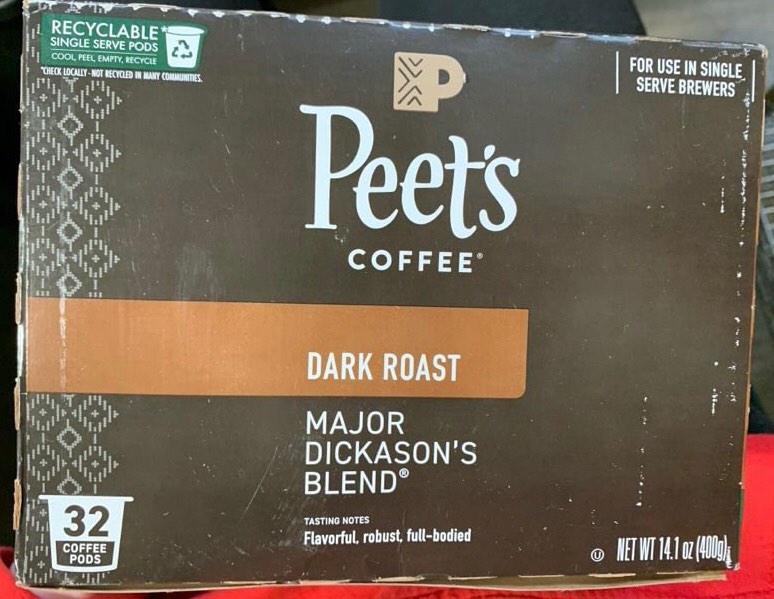 RECYCLABLE*
SINGLE SERVE PODS
COOL, PEEL, EMPTY, RECYCLE
*CHECK LOCALLY-NOT RECYCLED IN MANY COMMUNITIES.
FOR USE IN SINGLE
SERVE BREWERS
P
Peet's
COFFEE®
DARK ROAST
MAJOR
DICKASON'S
BLEND®
TASTING NOTES
Flavorful, robust, full-bodied
32
COFFEE
PODS
U NET WT 14.1 oz (400g)